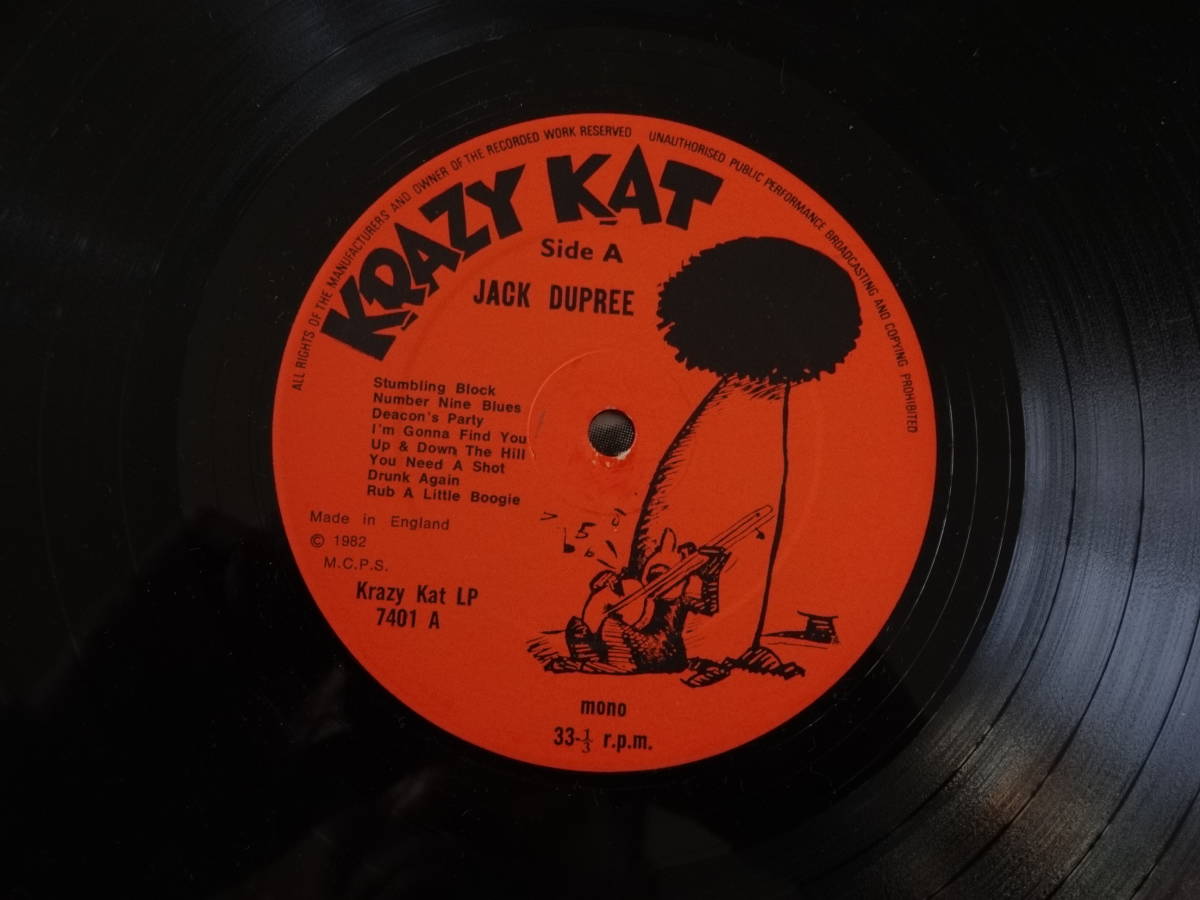 ALL RIGHTS OF THE MANUFACTURERS AND OWNER OF THE RECORDED WORK RESERVED UNAUTHORISED PUBLIC PERFORMANCE BROADCASTING AND COPYING PROHIBITED
KRAZY KAT
Side A
JACK DUPREE
Stumbling Block
Number Nine Blues
Deacon's Party
I'm Gonna Find You
Up & Down The Hill
You Need A Shot
Drunk Again
Rub A Little Boogie
Made in England
© 1982
M.C.P.S.
Krazy Kat LP
7401 A
mono
33-⅓ r.p.m.